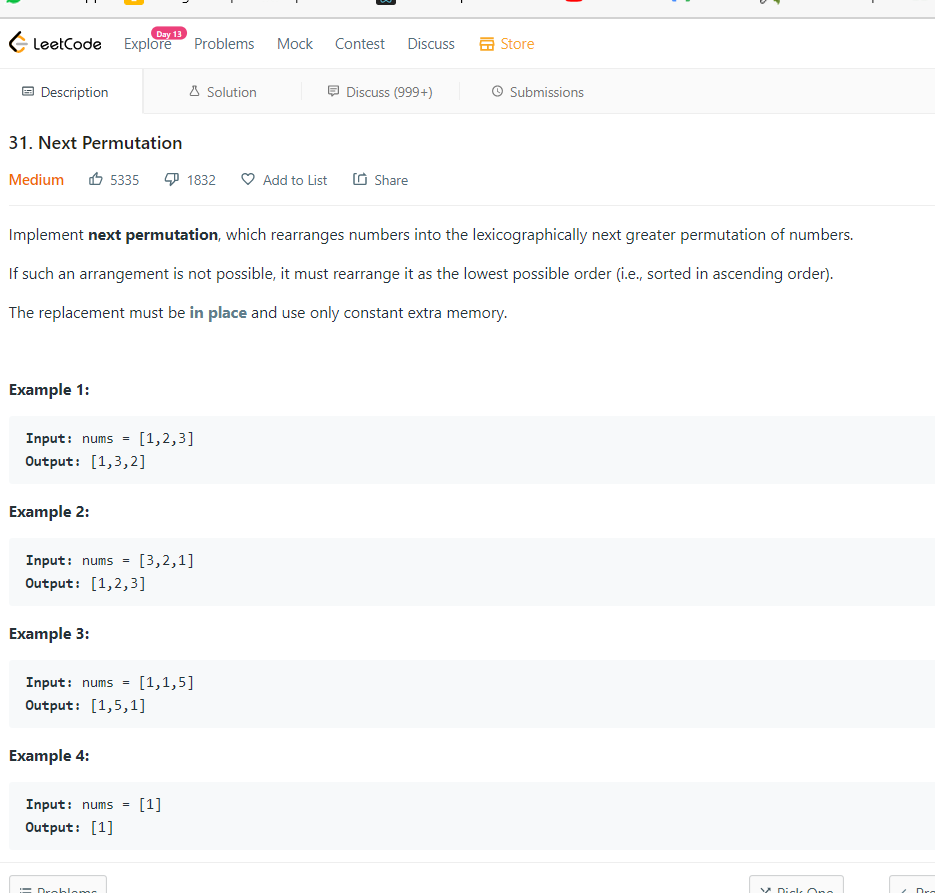 LeetCode Explore Day 13 Problems Mock Contest Discuss Store
Description Solution Discuss (999+) Submissions
31. Next Permutation
Medium 5335 1832 Add to List Share
Implement next permutation, which rearranges numbers into the lexicographically next greater permutation of numbers.
If such an arrangement is not possible, it must rearrange it as the lowest possible order (i.e., sorted in ascending order).
The replacement must be in place and use only constant extra memory.
Example 1:
Input: nums = [1,2,3]
Output: [1,3,2]
Example 2:
Input: nums = [3,2,1]
Output: [1,2,3]
Example 3:
Input: nums = [1,1,5]
Output: [1,5,1]
Example 4:
Input: nums = [1]
Output: [1]
Problems Pick One